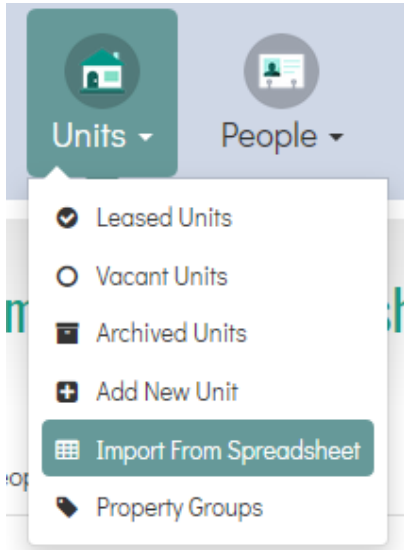 Units
People
Leased Units
Vacant Units
Archived Units
Add New Unit
Import From Spreadsheet
Property Groups